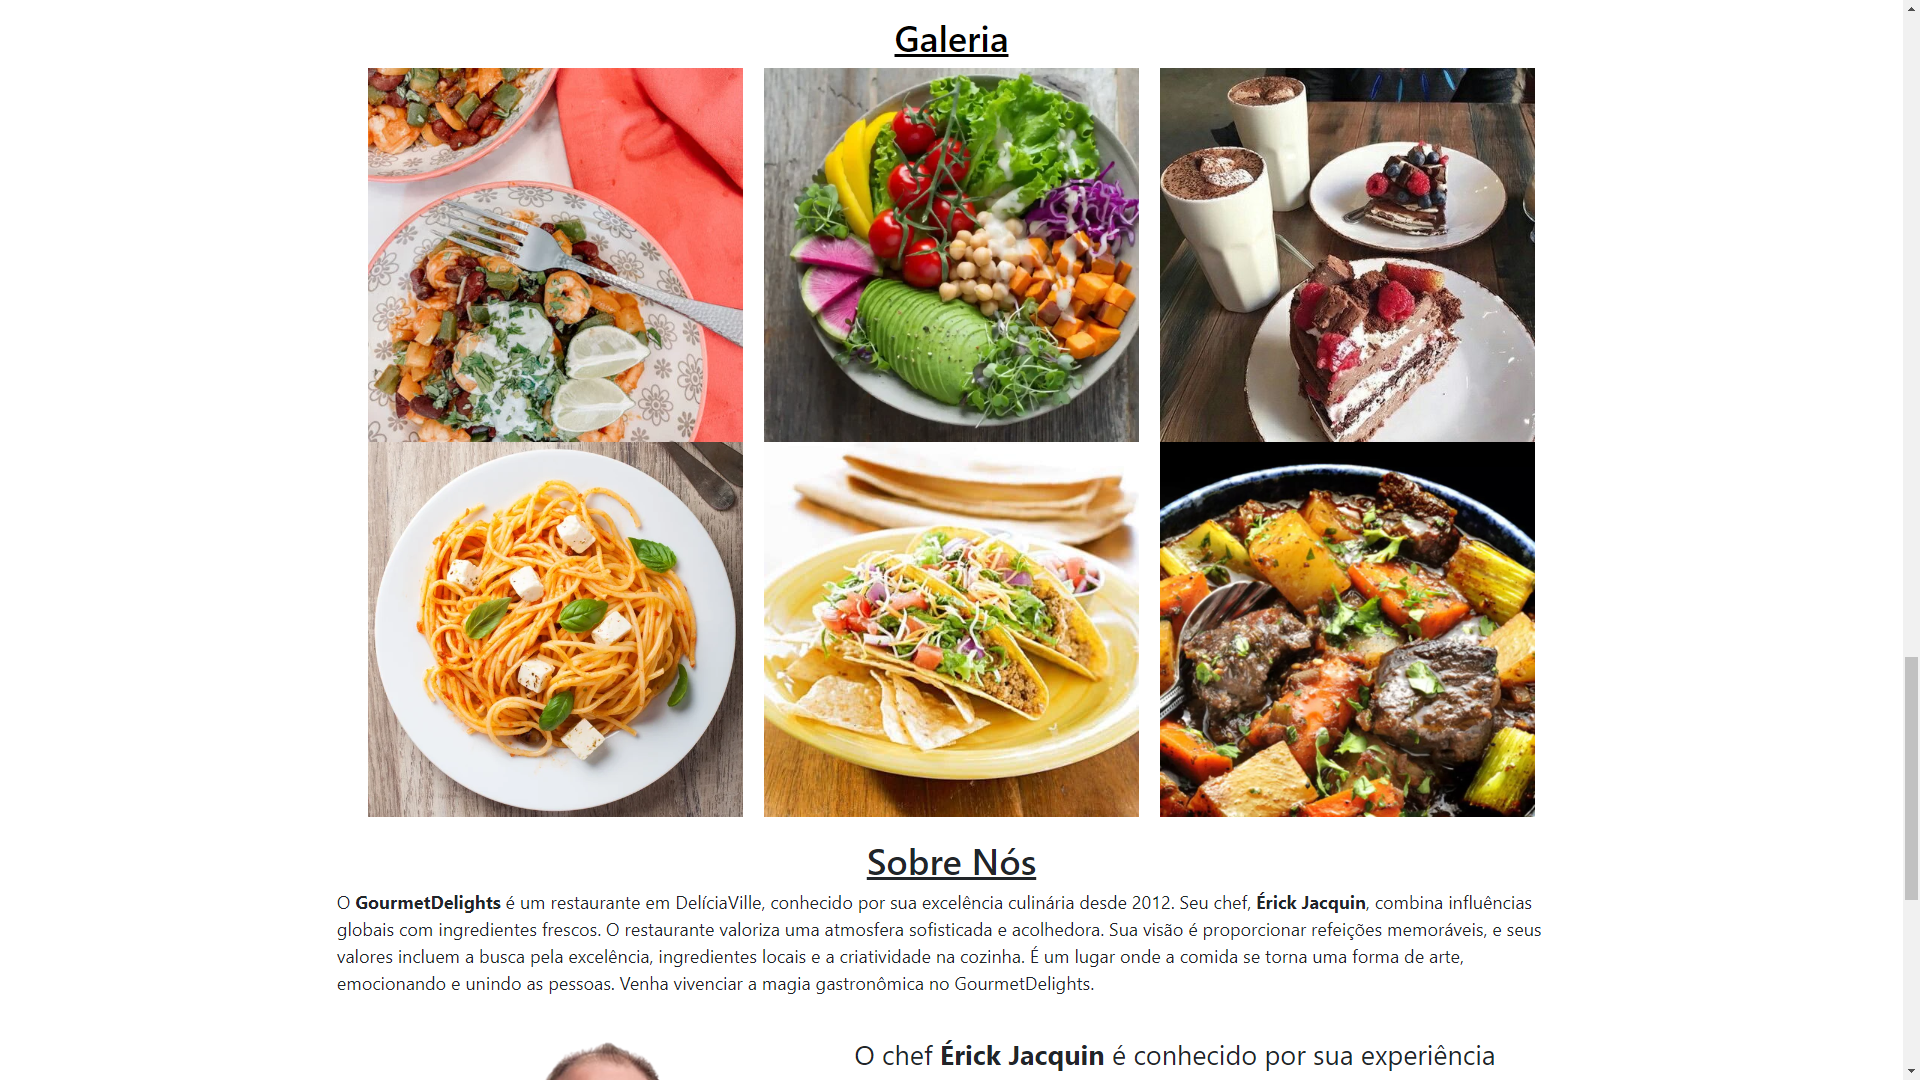 Galeria
Sobre Nós
O GourmetDelights é um restaurante em DelíciaVille, conhecido por sua excelência culinária desde 2012. Seu chef, Érick Jacquin, combina influências
globais com ingredientes frescos. O restaurante valoriza uma atmosfera sofisticada e acolhedora. Sua visão é proporcionar refeições memoráveis, e seus
valores incluem a busca pela excelência, ingredientes locais e a criatividade na cozinha. É um lugar onde a comida se torna uma forma de arte,
emocionando e unindo as pessoas. Venha vivenciar a magia gastronômica no GourmetDelights.
O chef Érick Jacquin é conhecido por sua experiência